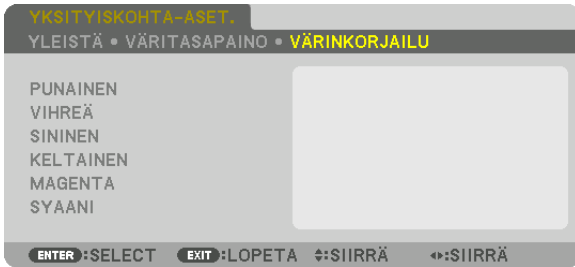 YKSITYISKOHTA-ASET.
YLEISTÄ • VÄRITASAPAINO • VÄRINKORJAILU
PUNAINEN
VIHREÄ
SININEN
KELTAINEN
MAGENTA
SYAANI
ENTER :SELECT EXIT :LOPETA :SIIRRÄ :SIIRRÄ